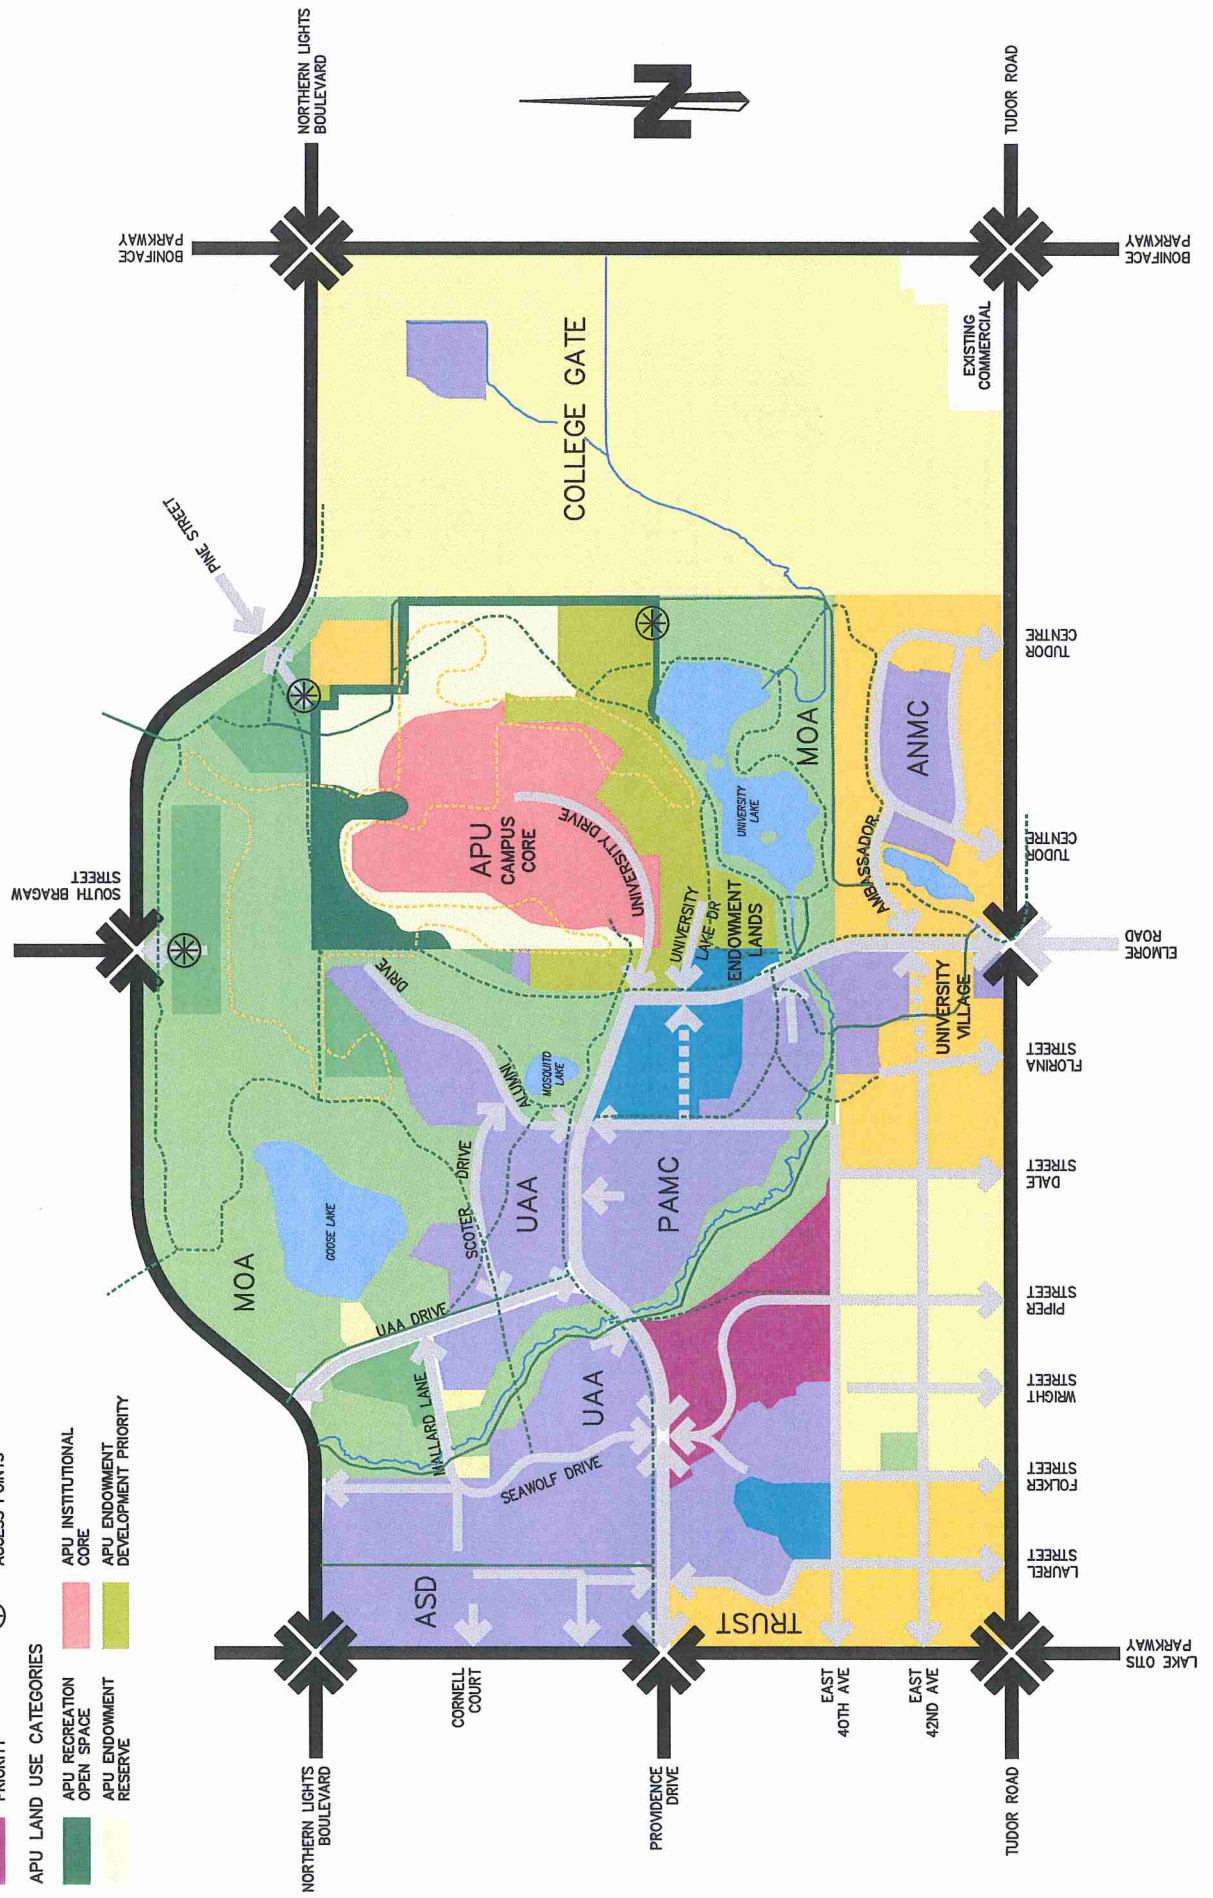 PRIORITY
ACCESS POINTS
APU LAND USE CATEGORIES
APU RECREATION
OPEN SPACE
APU INSTITUTIONAL
CORE
APU ENDOWMENT
RESERVE
APU ENDOWMENT
DEVELOPMENT PRIORITY
SOUTH BRAGAW
STREET
PINE STREET
BONIFACE
PARKWAY
NORTHERN LIGHTS
BOULEVARD
NORTHERN LIGHTS
BOULEVARD
N
MOA
GOOSE LAKE
UAA DRIVE
MALLARD LANE
SCOTER
DRIVE
ALUMNI
DRIVE
MOSQUITO
LAKE
UAA
UAA
SEAWOLF DRIVE
ASD
CORNELL
COURT
PROVIDENCE
DRIVE
PAMC
TRUST
APU
CAMPUS
CORE
UNIVERSITY DRIVE
UNIVERSITY
LAKE DR
ENDOWMENT
LANDS
UNIVERSITY
LAKE
MOA
COLLEGE GATE
EXISTING
COMMERCIAL
ANMC
AMBASSADOR
UNIVERSITY
VILLAGE
EAST
40TH AVE
EAST
42ND AVE
TUDOR ROAD
LAKE OTIS
PARKWAY
LAUREL
STREET
FOLKER
STREET
WRIGHT
STREET
PIPER
STREET
DALE
STREET
FLORINA
STREET
ELMORE
ROAD
TUDOR
CENTRE
TUDOR
CENTRE
BONIFACE
PARKWAY
TUDOR ROAD